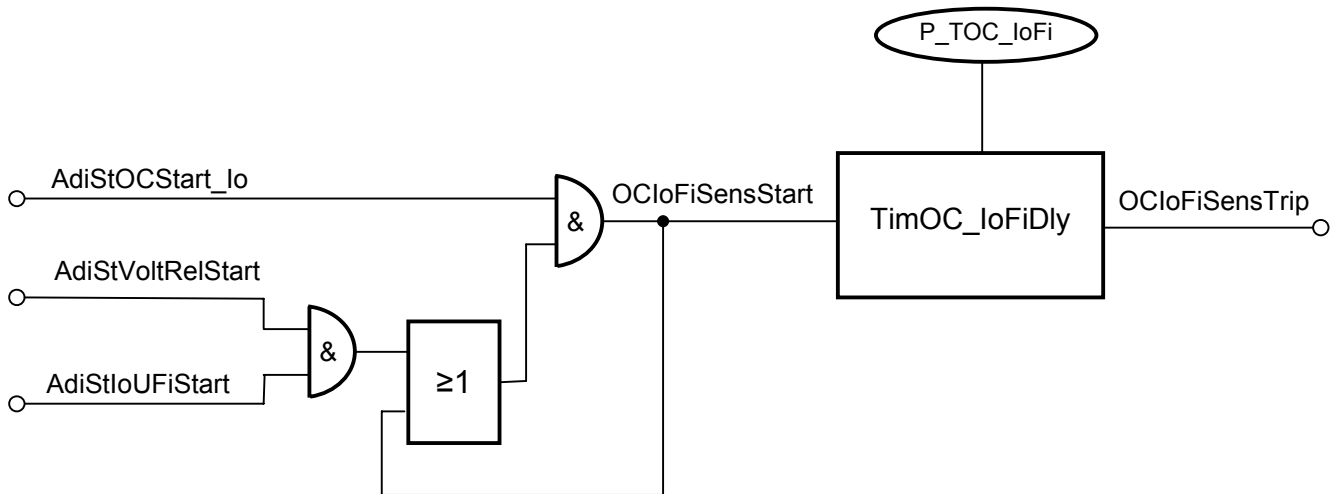 P_TOC_IoFi
AdiStOCStart_Io
&
OCIoFiSensStart
TimOC_IoFiDly
OCIoFiSensTrip
AdiStVoltRelStart
&
≥1
AdiStIoUFiStart